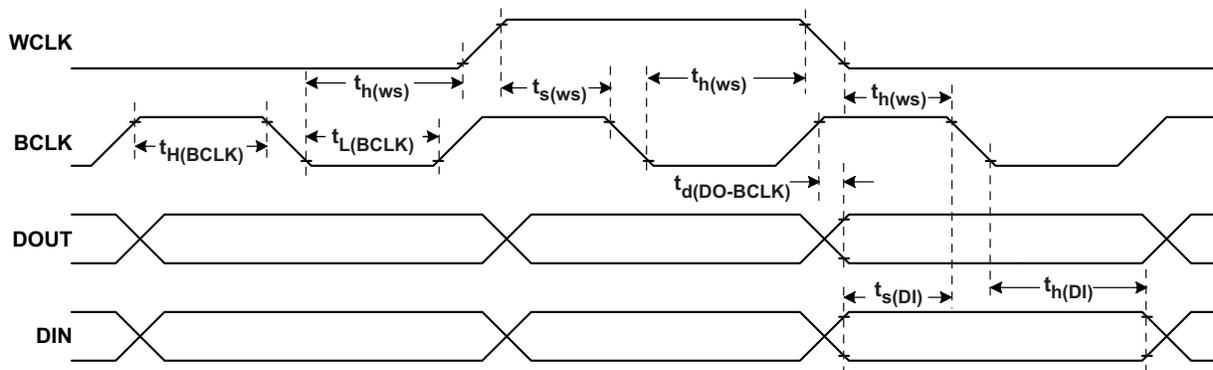 WCLK
t_h(ws)
t_s(ws)
t_h(ws)
t_h(ws)
BCLK
t_H(BCLK)
t_L(BCLK)
t_d(DO-BCLK)
DOUT
t_s(DI)
t_h(DI)
DIN